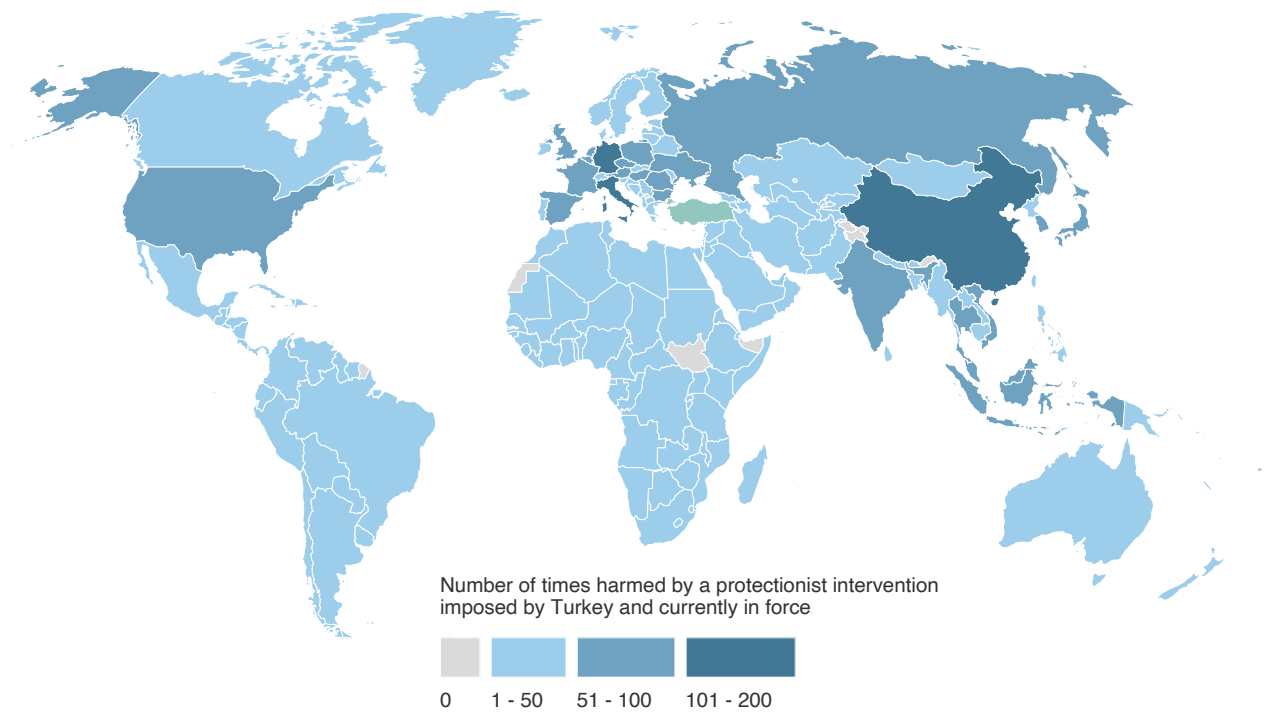 Number of times harmed by a protectionist intervention
imposed by Turkey and currently in force
0 1 - 50 51 - 100 101 - 200